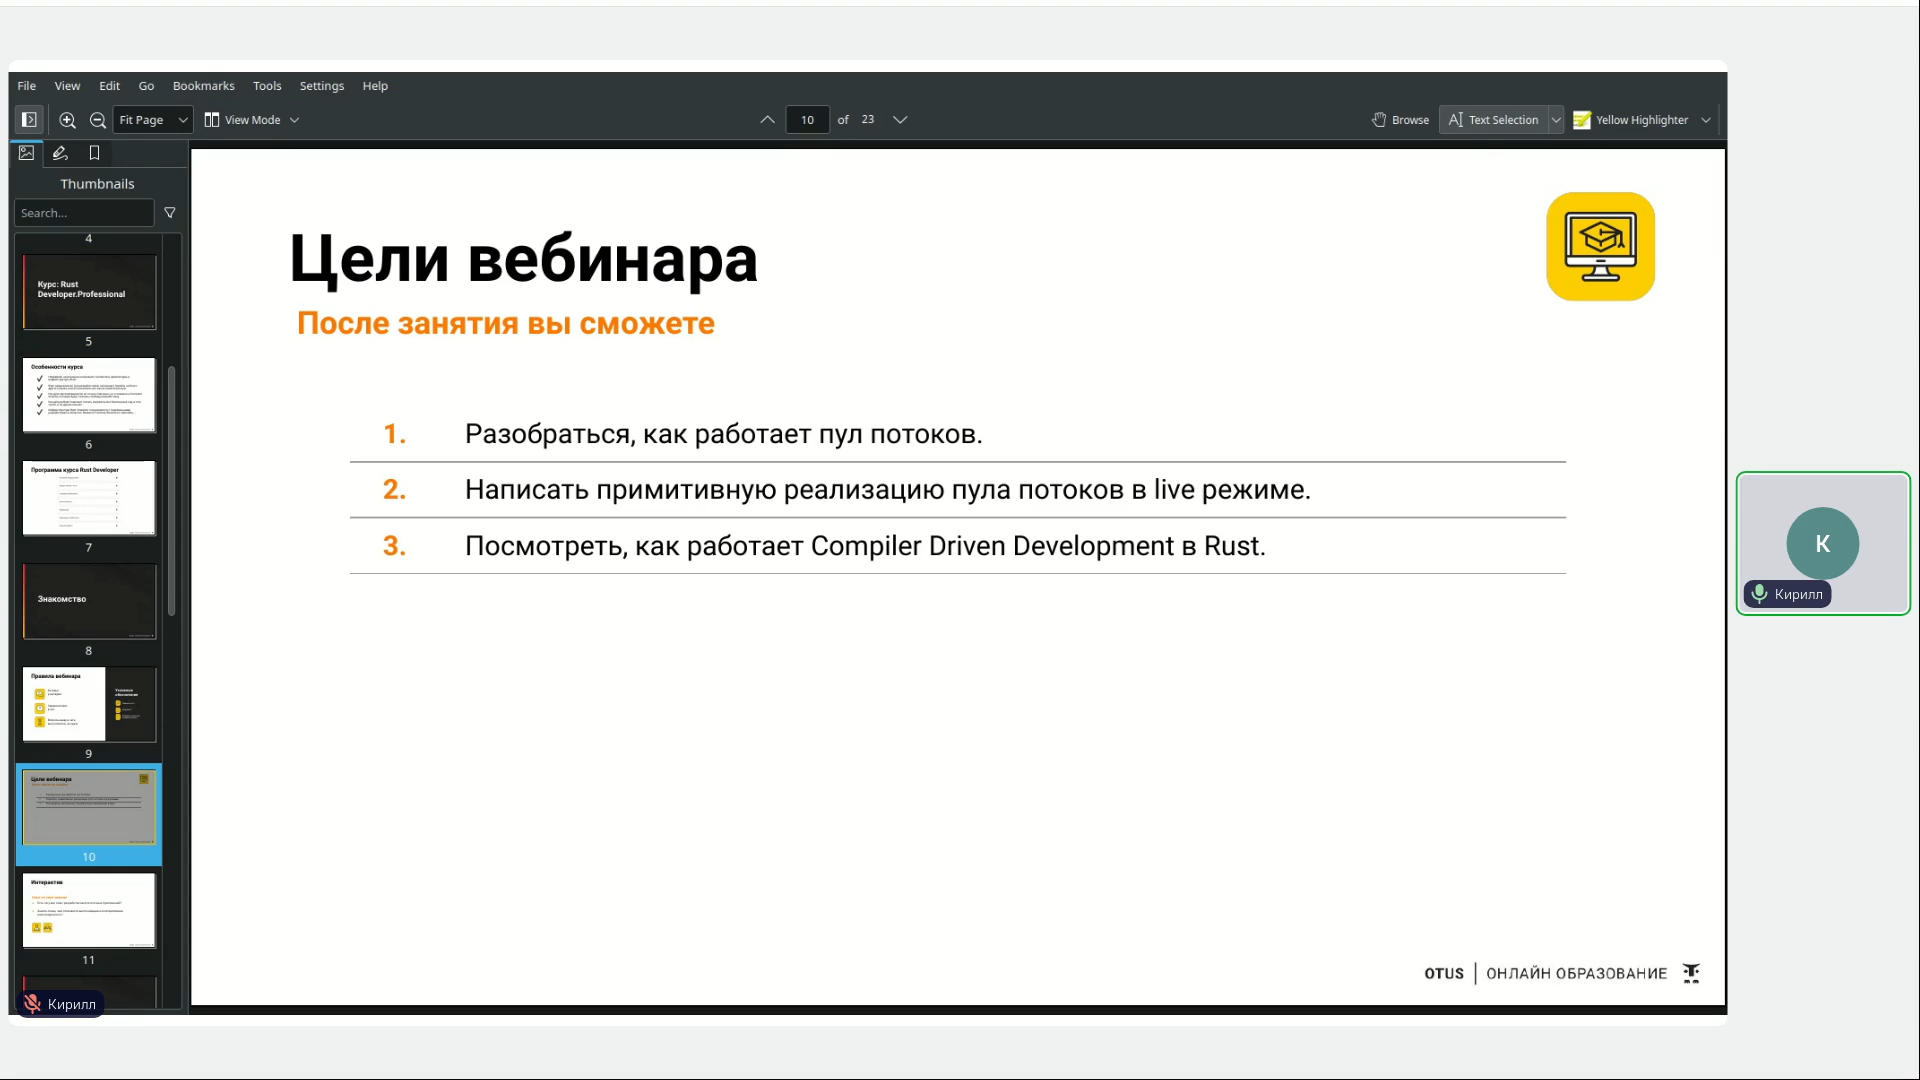 File View Edit Go Bookmarks Tools Settings Help
Fit Page View Mode 10 of 23 Browse Text Selection Yellow Highlighter
Thumbnails
Search...
4
Курс: Rust
Developer.Professional
5
Особенности курса
6
Программа курса Rust Developer
7
Знакомство
8
Правила вебинара
9
Цели вебинара
10
Интерактив
11
Кирилл
Цели вебинара
После занятия вы сможете
1. Разобраться, как работает пул потоков.
2. Написать примитивную реализацию пула потоков в live режиме.
3. Посмотреть, как работает Compiler Driven Development в Rust.
OTUS ОНЛАЙН ОБРАЗОВАНИЕ
K
Кирилл